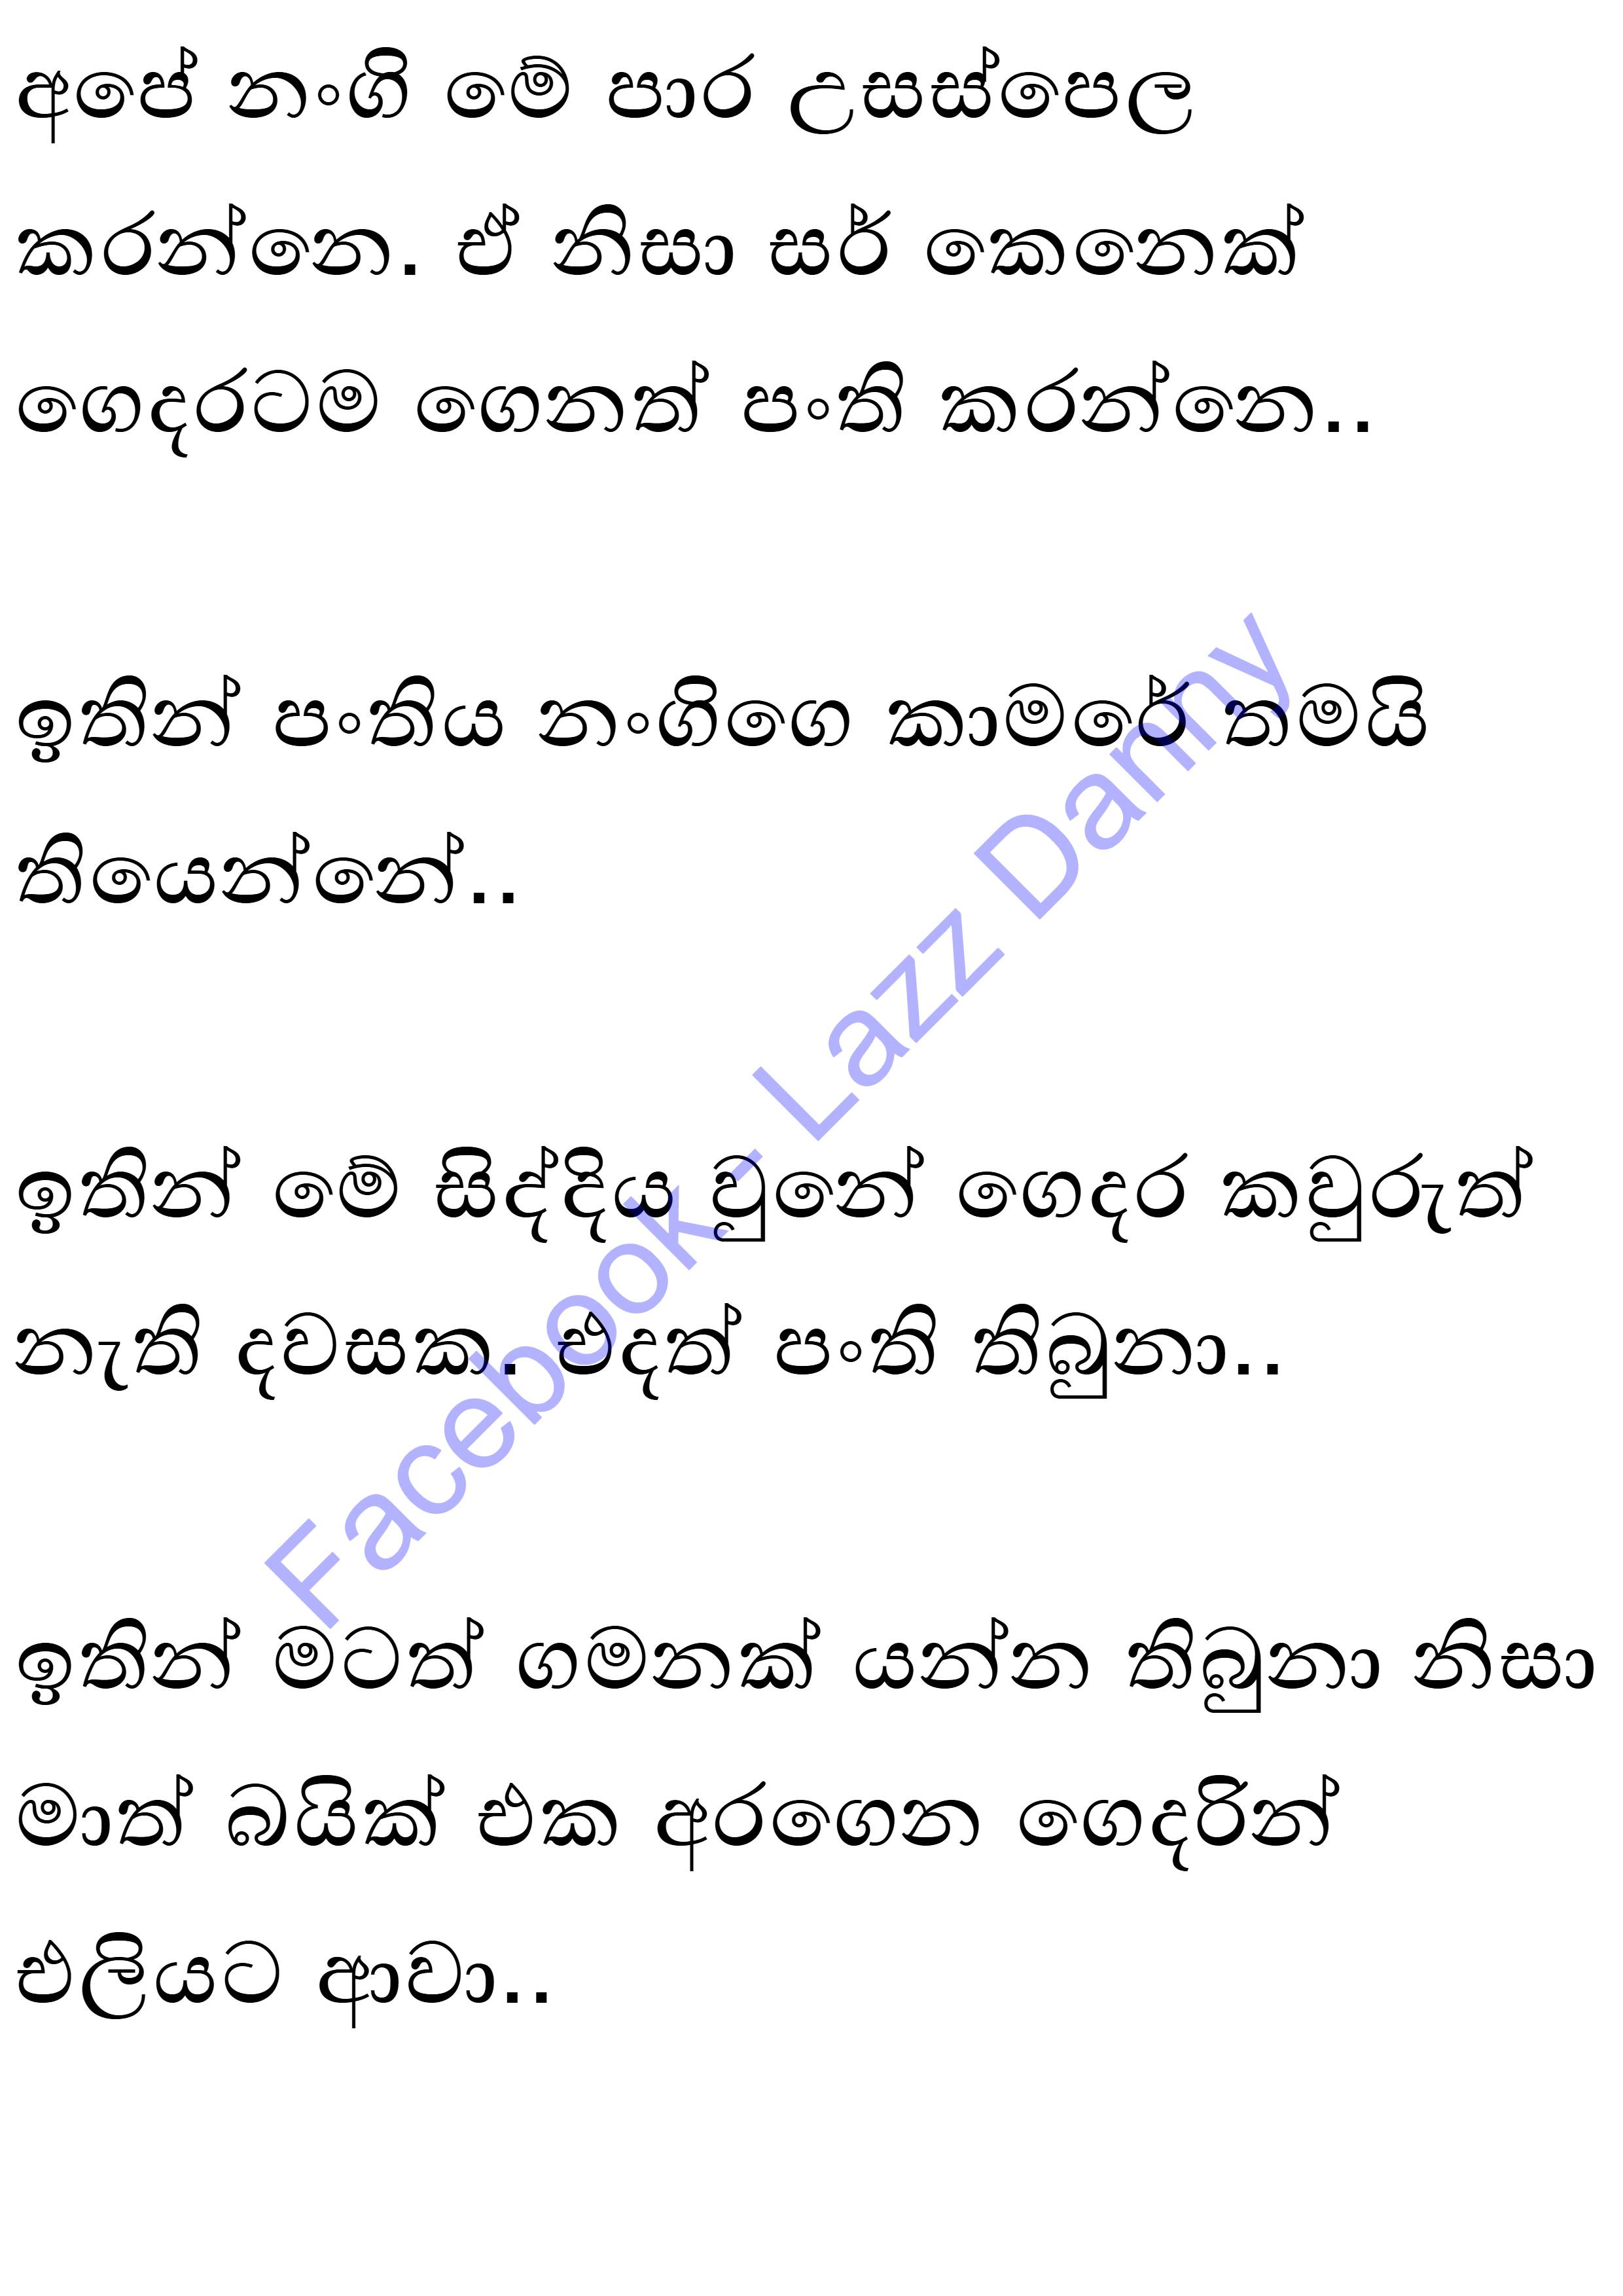 අපේ නංගි මේ පාර උසස්පෙල
කරන්නෙ. ඒ නිසා සර් කෙනෙක්
ගෙදරටම ගෙනත් පංති කරන්නෙ..
ඉතින් පංතිය නංගිගෙ කාමරේ තමයි
තියෙන්නේ..
ඉතින් මේ සිද්දිය වුනේ ගෙදර කවුරුත්
නැති දවසක. එදත් පංති තිබුනා..
ඉතින් මටත් ගමනක් යන්න තිබුනා නිසා
මාත් බයික් එක අරගෙන ගෙදරින්
එලියට ආවා..
Facebook - Lazz Danny